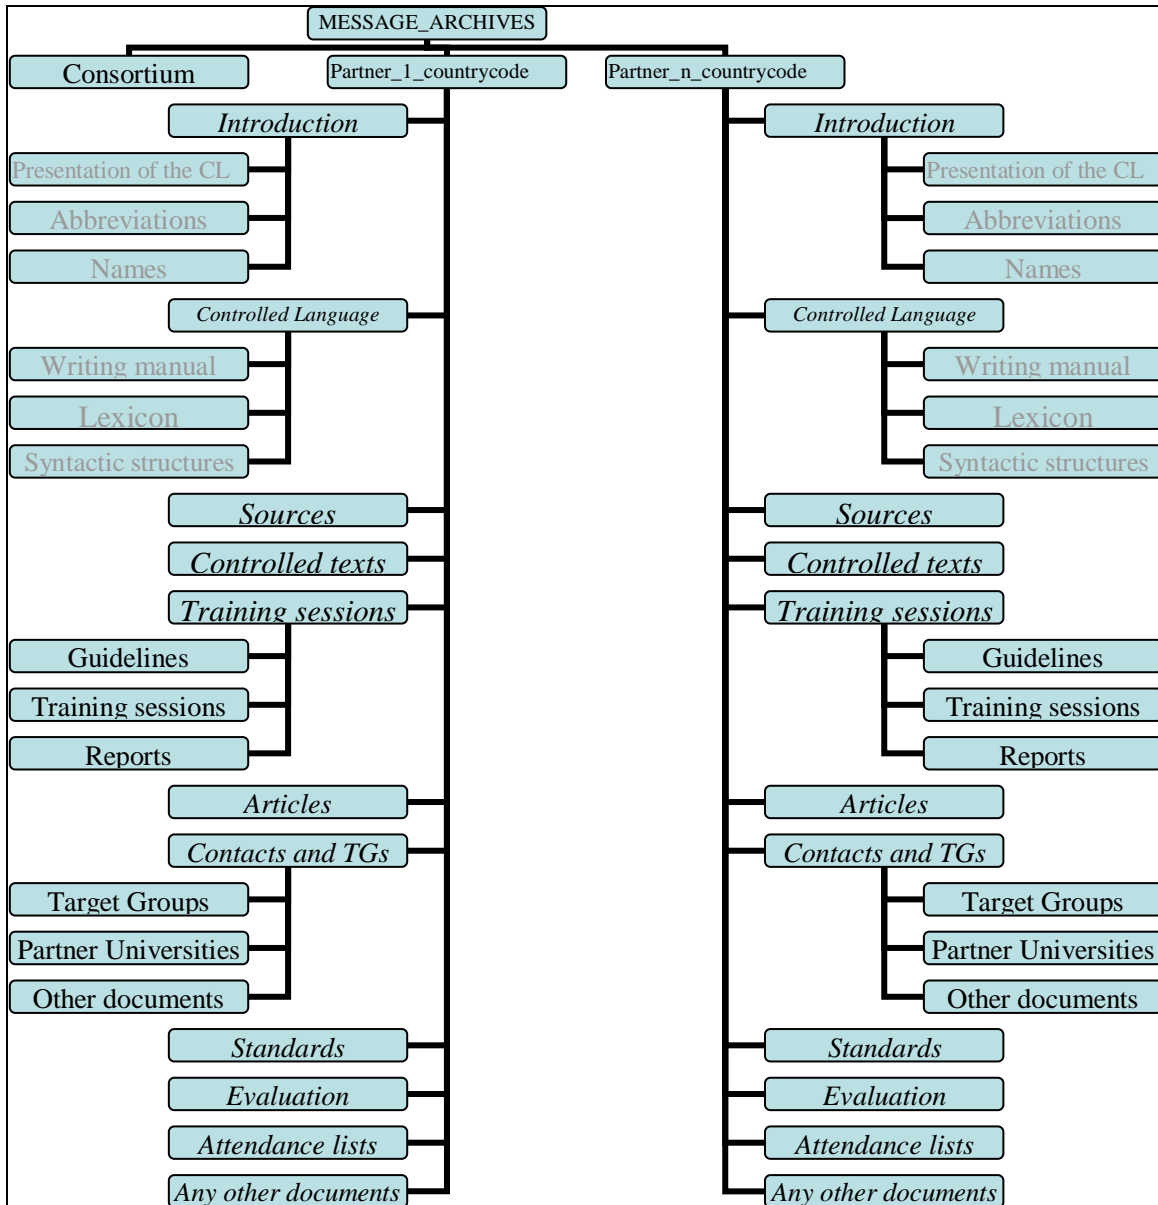 MESSAGE_ARCHIVES
Consortium
Partner_1_countrycode
Partner_n_countrycode
Introduction
Presentation of the CL
Abbreviations
Names
Controlled Language
Writing manual
Lexicon
Syntactic structures
Sources
Controlled texts
Training sessions
Guidelines
Training sessions
Reports
Articles
Contacts and TGs
Target Groups
Partner Universities
Other documents
Standards
Evaluation
Attendance lists
Any other documents
Introduction
Presentation of the CL
Abbreviations
Names
Controlled Language
Writing manual
Lexicon
Syntactic structures
Sources
Controlled texts
Training sessions
Guidelines
Training sessions
Reports
Articles
Contacts and TGs
Target Groups
Partner Universities
Other documents
Standards
Evaluation
Attendance lists
Any other documents